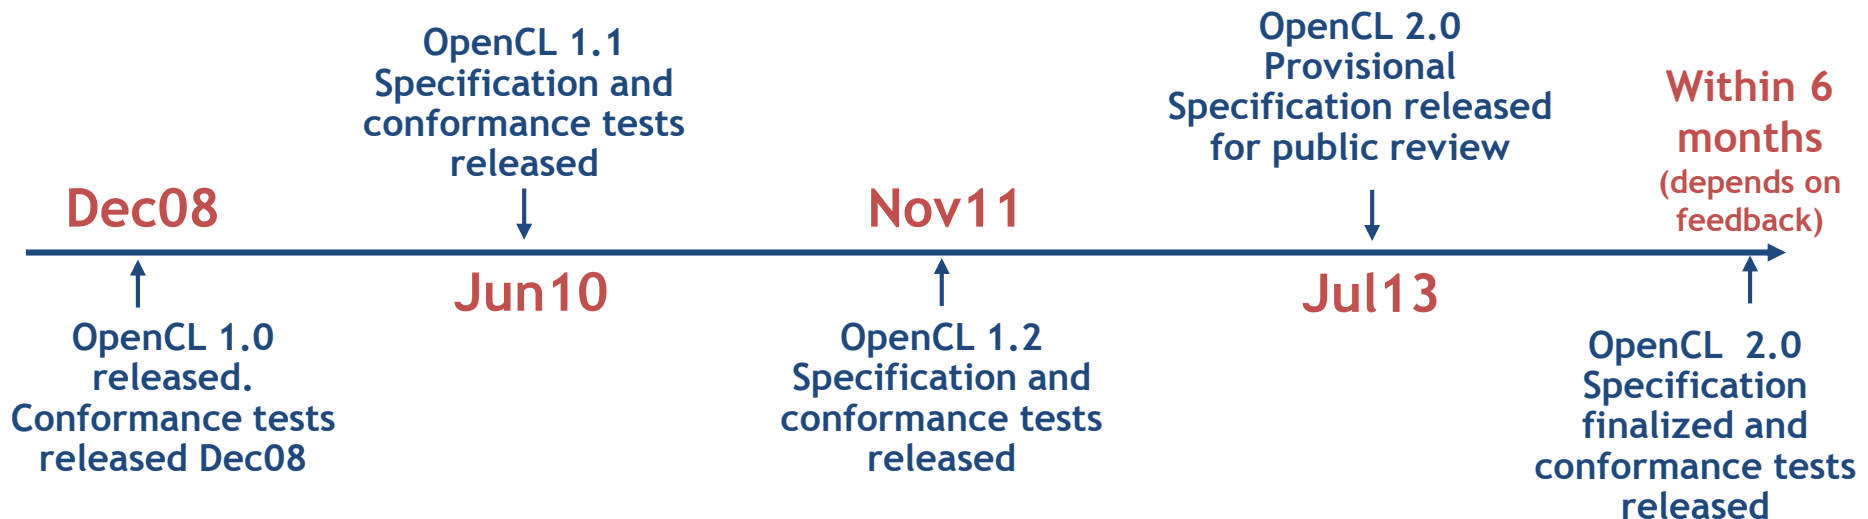 Dec08
OpenCL 1.0
released.
Conformance tests
released Dec08
OpenCL 1.1
Specification and
conformance tests
released
Jun10
Nov11
OpenCL 1.2
Specification and
conformance tests
released
OpenCL 2.0
Provisional
Specification released
for public review
Jul13
Within 6
months
(depends on
feedback)
OpenCL 2.0
Specification
finalized and
conformance tests
released